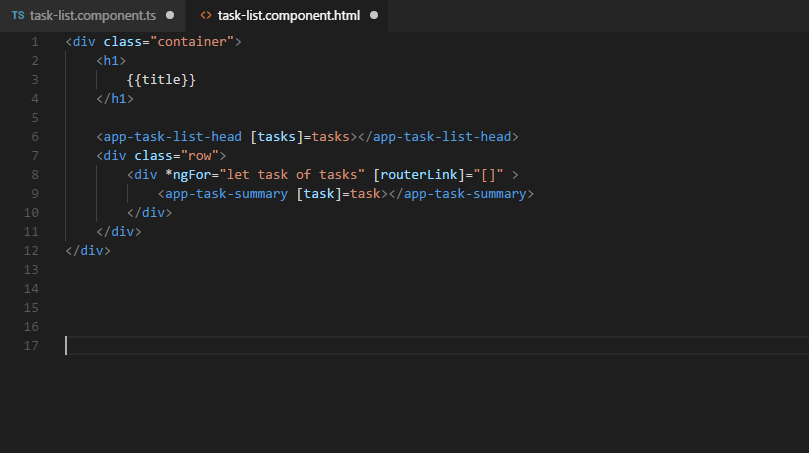 TS task-list.component.ts ● <> task-list.component.html ●
1 <div class="container">
2     <h1>
3         {{title}}
4     </h1>
5
6     <app-task-list-head [tasks]=tasks></app-task-list-head>
7     <div class="row">
8         <div *ngFor="let task of tasks" [routerLink]="[]" >
9             <app-task-summary [task]=task></app-task-summary>
10         </div>
11     </div>
12 </div>
13
14
15
16
17